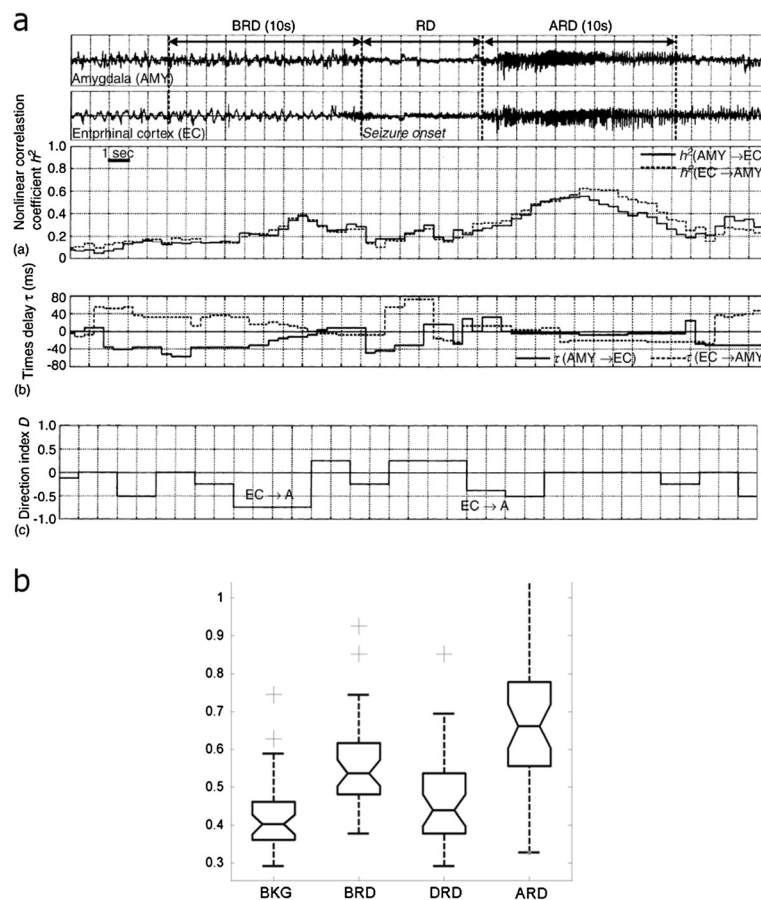 a
BRD (10s) RD ARD (10s)
Amygdala (AMY)
Entprhinal cortex (EC) Seizure onset
Nonlinear correlastion
coefficient h²
1 sec
h²(AMY → EC)
h²(EC → AMY)
1.0
0.8
0.6
0.4
0.2
0
(a)
Times delay τ (ms)
80
40
0
-40
-80
τ (AMY → EC) τ (EC → AMY)
(b)
Direction index D
1.0
0.5
0
-0.5
-1.0
EC → A
EC → A
(c)
b
1
0.9
0.8
0.7
0.6
0.5
0.4
0.3
BKG BRD DRD ARD